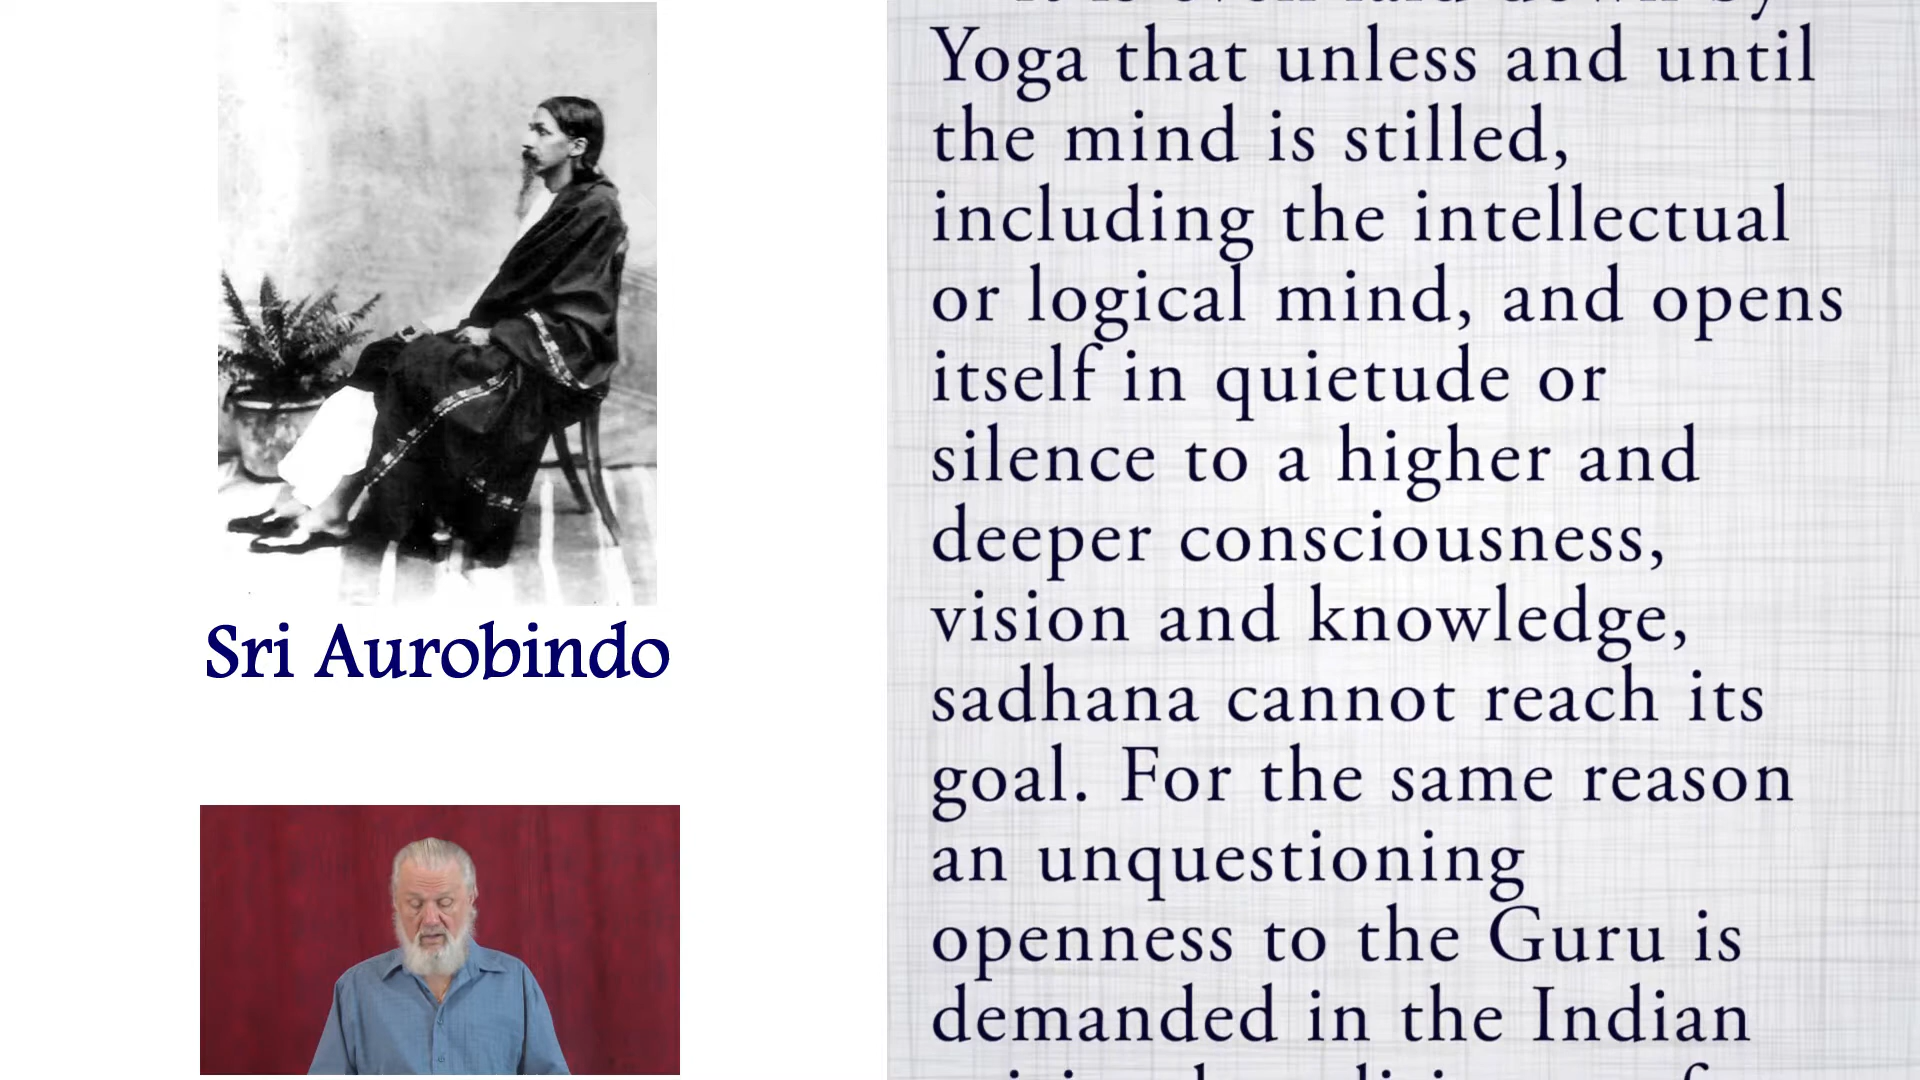 Sri Aurobindo
Yoga that unless and until
the mind is stilled,
including the intellectual
or logical mind, and opens
itself in quietude or
silence to a higher and
deeper consciousness,
vision and knowledge,
sadhana cannot reach its
goal. For the same reason
an unquestioning
openness to the Guru is
demanded in the Indian